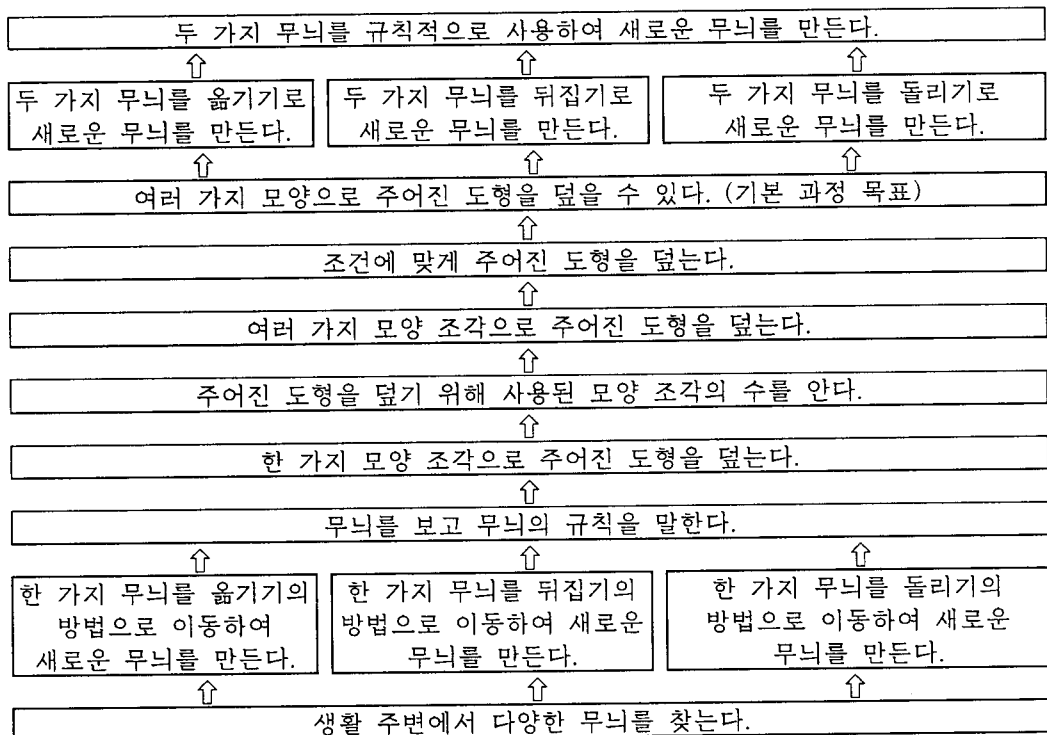 두 가지 무늬를 규칙적으로 사용하여 새로운 무늬를 만든다.
두 가지 무늬를 옮기기로
새로운 무늬를 만든다.
두 가지 무늬를 뒤집기로
새로운 무늬를 만든다.
두 가지 무늬를 돌리기로
새로운 무늬를 만든다.
여러 가지 모양으로 주어진 도형을 덮을 수 있다. (기본 과정 목표)
조건에 맞게 주어진 도형을 덮는다.
여러 가지 모양 조각으로 주어진 도형을 덮는다.
주어진 도형을 덮기 위해 사용된 모양 조각의 수를 안다.
한 가지 모양 조각으로 주어진 도형을 덮는다.
무늬를 보고 무늬의 규칙을 말한다.
한 가지 무늬를 옮기기의
방법으로 이동하여
새로운 무늬를 만든다.
한 가지 무늬를 뒤집기의
방법으로 이동하여 새로운
무늬를 만든다.
한 가지 무늬를 돌리기의
방법으로 이동하여 새로운
무늬를 만든다.
생활 주변에서 다양한 무늬를 찾는다.